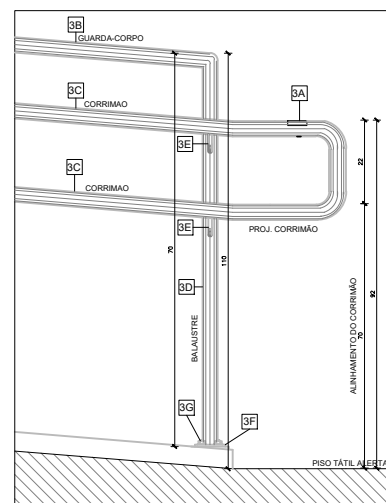 3B
GUARDA-CORPO
3C
CORRIMAO
3A
3E
22
3C
CORRIMAO
3E
PROJ. CORRIMÃO
70
110
92
3D
BALAUSTRE
ALINHAMENTO DO CORRIMÃO
70
3G
3F
PISO TÁTIL ALERTA